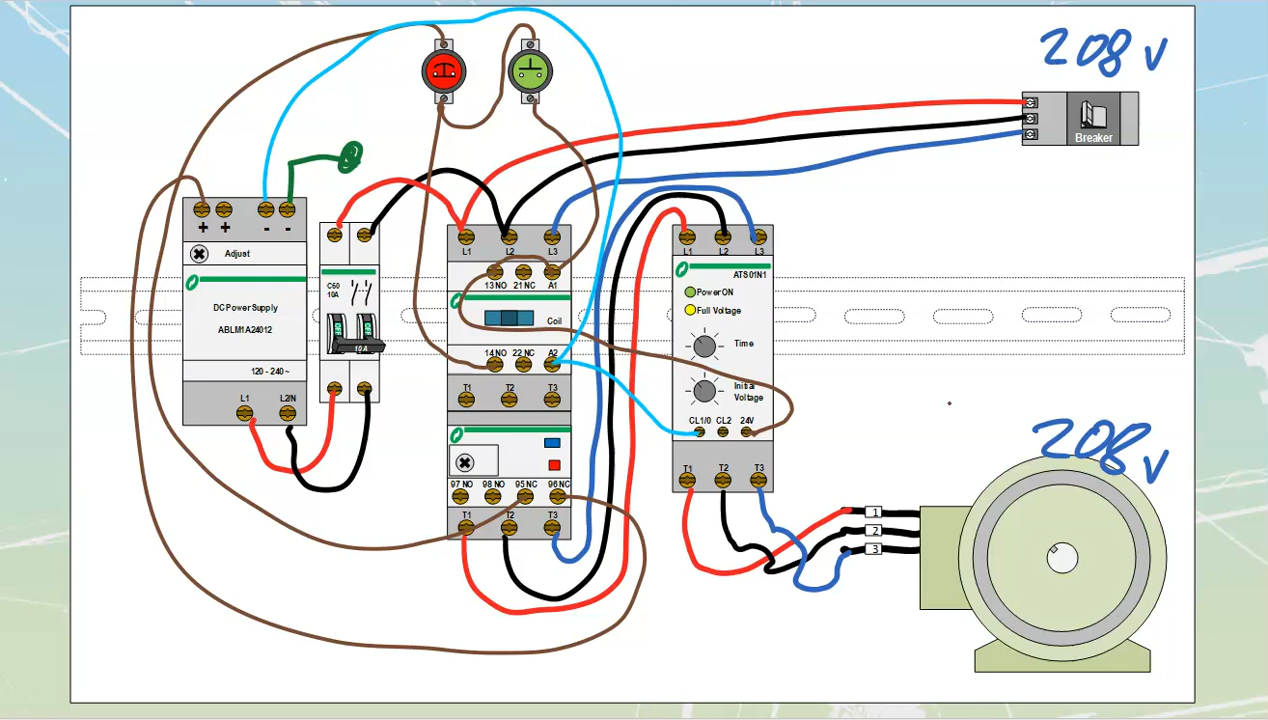 208 v
Breaker
+ + - -
Adjust
DC Power Supply
ABLM1A24012
120 - 240 ~
L1 L2/N
C60
10A
OFF OFF
10A
L1 L2 L3
13 NO 21 NC A1
Coil
14 NO 22 NC A2
T1 T2 T3
97 NO 98 NO 95 NC 96 NC
T1 T2 T3
L1 L2 L3
ATS01N1
Power ON
Full Voltage
Time
Initial
Voltage
CL1/0 CL2 24V
T1 T2 T3
208 v
1
2
3